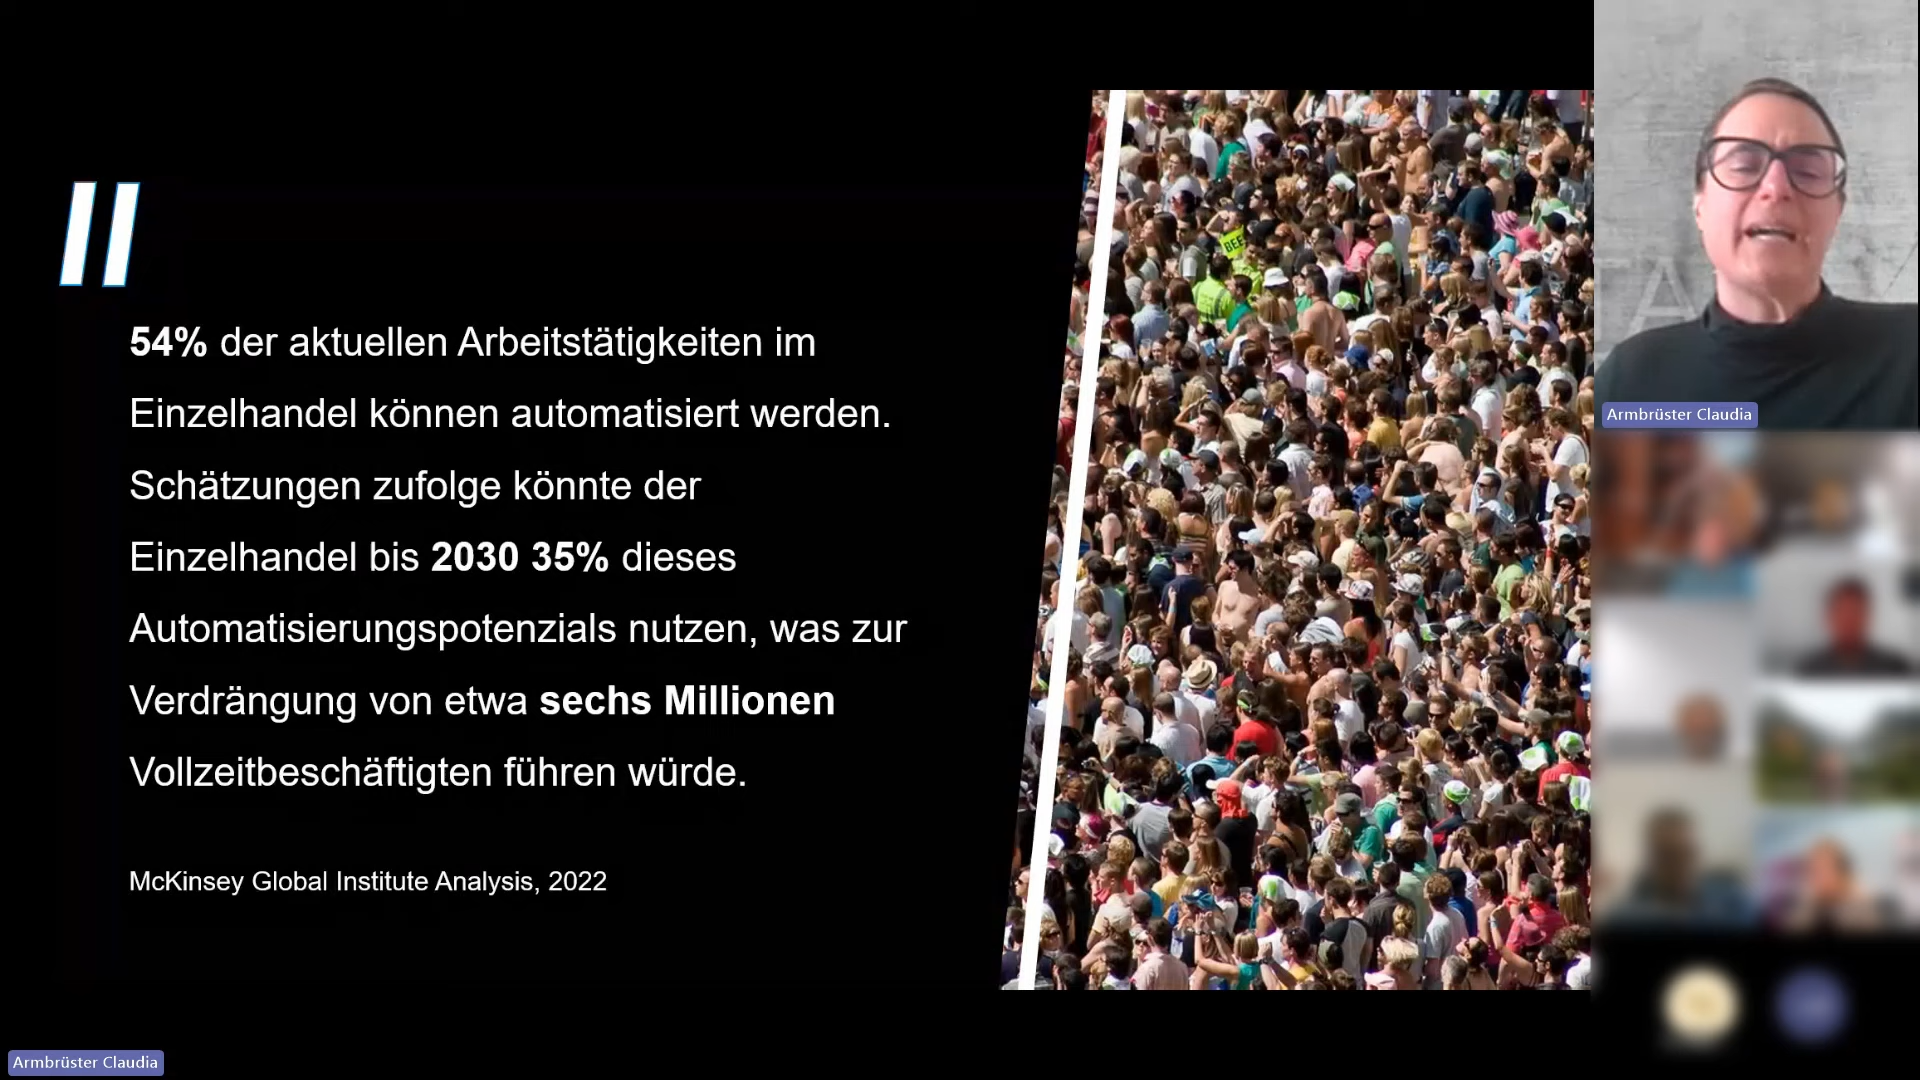 54% der aktuellen Arbeitstätigkeiten im
Einzelhandel können automatisiert werden.
Schätzungen zufolge könnte der
Einzelhandel bis 2030 35% dieses
Automatisierungspotenzials nutzen, was zur
Verdrängung von etwa sechs Millionen
Vollzeitbeschäftigten führen würde.
McKinsey Global Institute Analysis, 2022
BEE
Armbrüster Claudia
Armbrüster Claudia